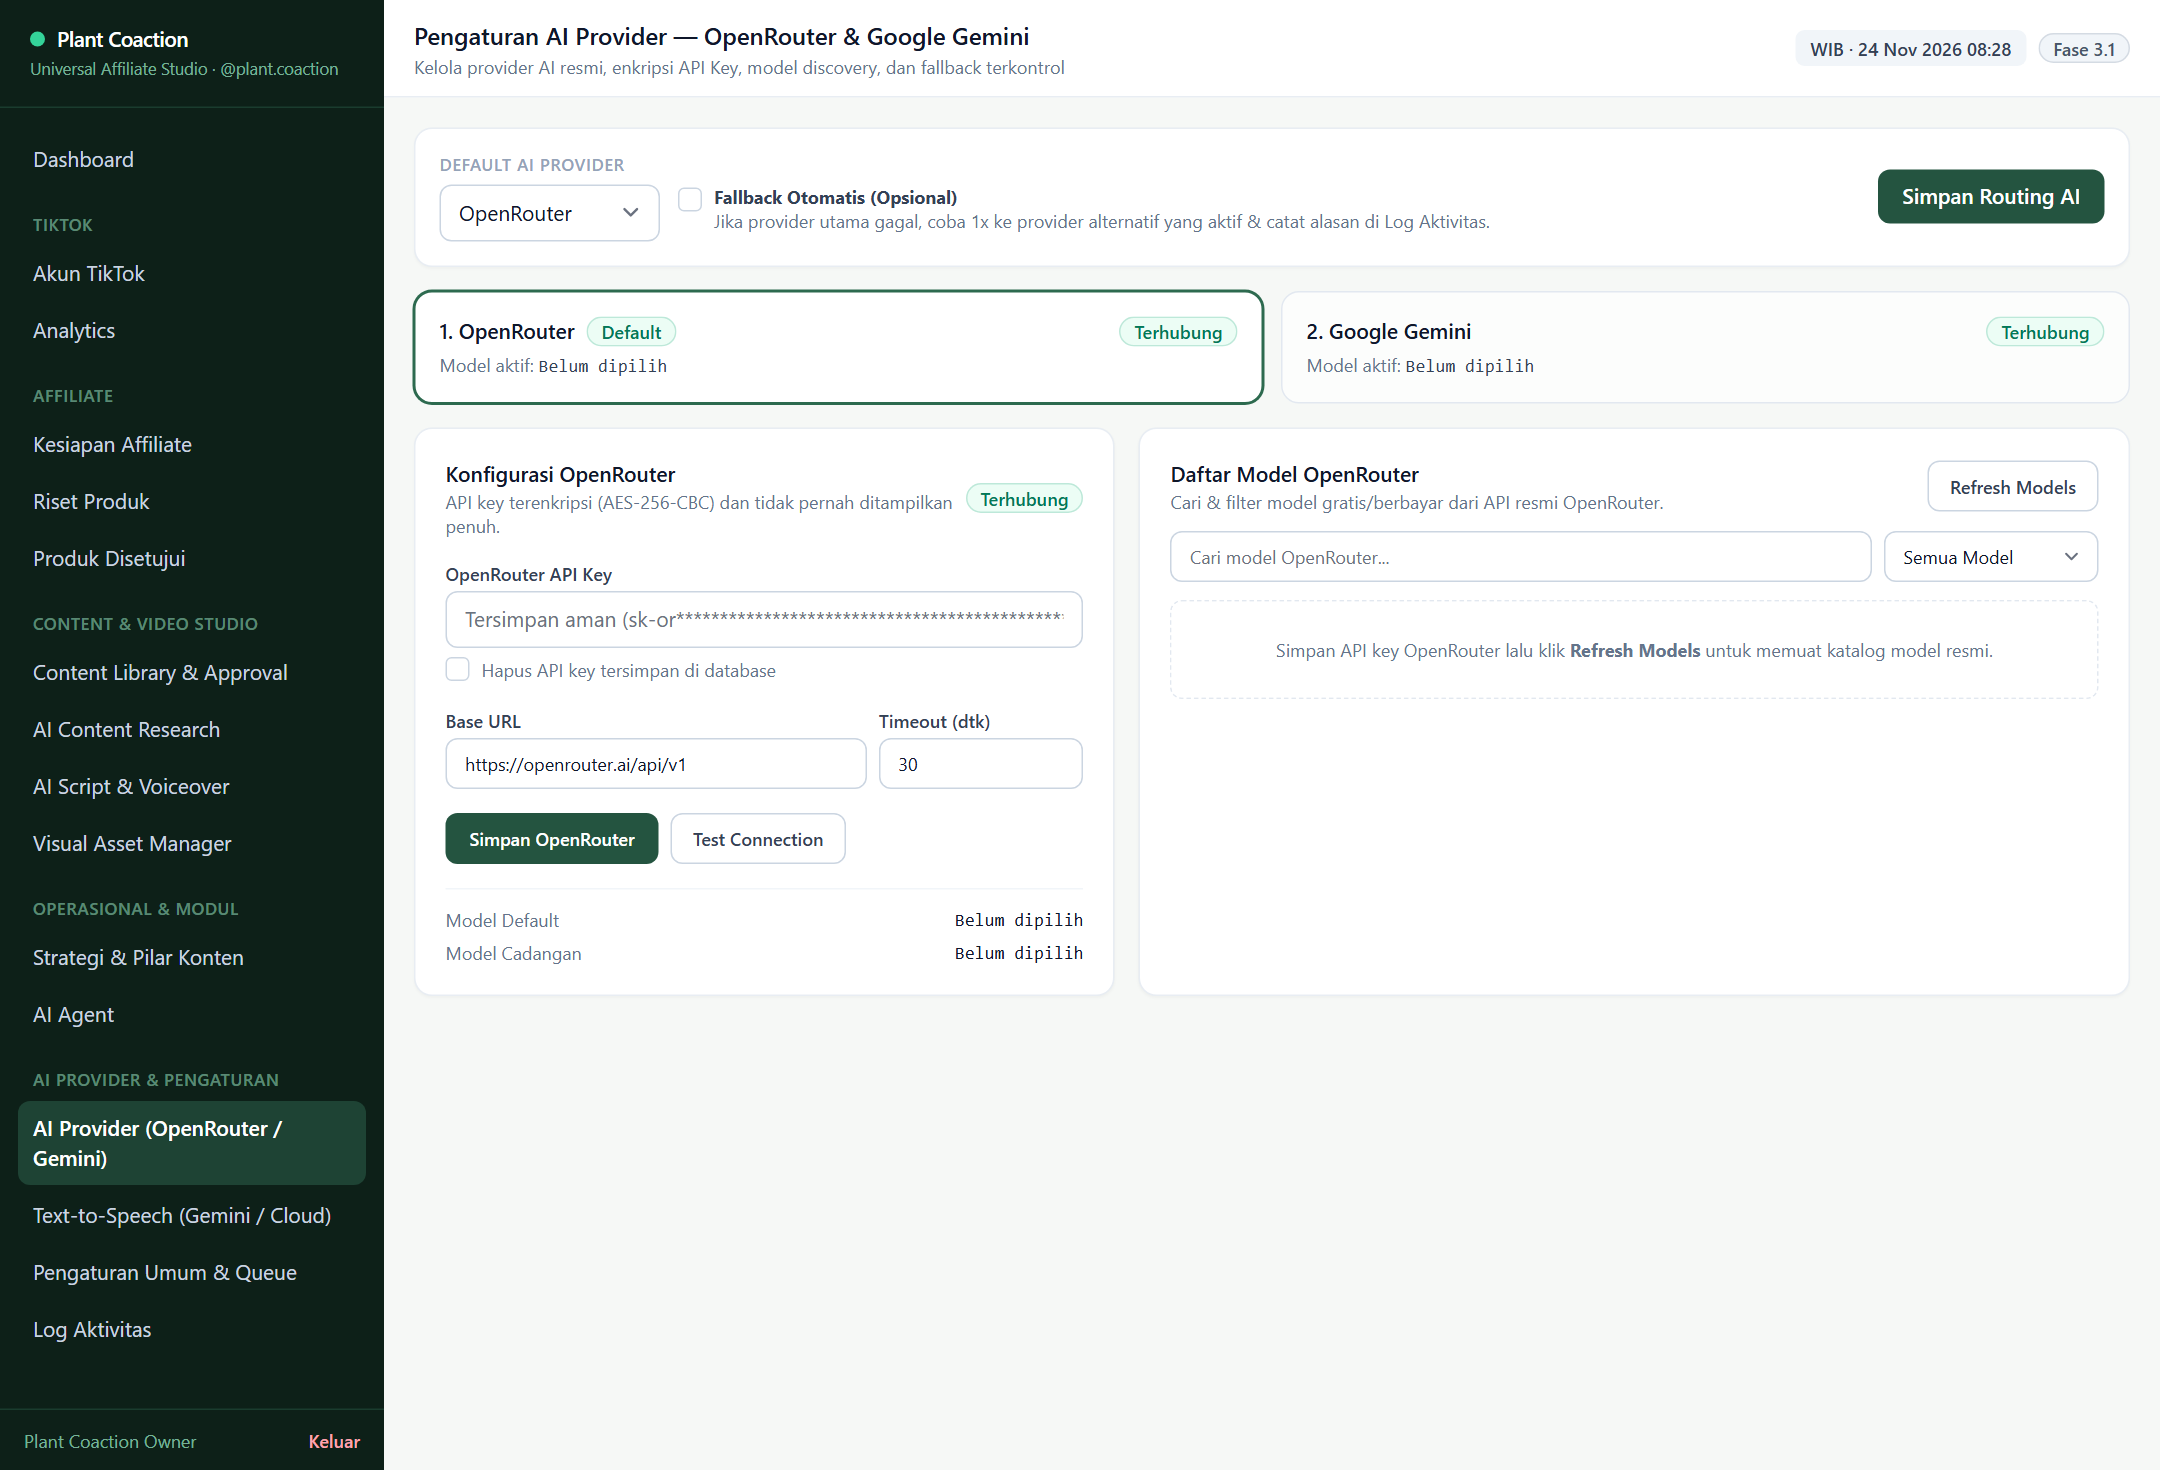 Plant Coaction
Universal Affiliate Studio · @plant.coaction
Dashboard
TIKTOK
Akun TikTok
Analytics
AFFILIATE
Kesiapan Affiliate
Riset Produk
Produk Disetujui
CONTENT & VIDEO STUDIO
Content Library & Approval
AI Content Research
AI Script & Voiceover
Visual Asset Manager
OPERASIONAL & MODUL
Strategi & Pilar Konten
AI Agent
AI PROVIDER & PENGATURAN
AI Provider (OpenRouter /
Gemini)
Text-to-Speech (Gemini / Cloud)
Pengaturan Umum & Queue
Log Aktivitas
Plant Coaction Owner
Keluar
Pengaturan AI Provider — OpenRouter & Google Gemini
Kelola provider AI resmi, enkripsi API Key, model discovery, dan fallback terkontrol
WIB · 24 Nov 2026 08:28
Fase 3.1
DEFAULT AI PROVIDER
OpenRouter
Fallback Otomatis (Opsional)
Jika provider utama gagal, coba 1x ke provider alternatif yang aktif & catat alasan di Log Aktivitas.
Simpan Routing AI
1. OpenRouter
Default
Terhubung
Model aktif: Belum dipilih
2. Google Gemini
Terhubung
Model aktif: Belum dipilih
Konfigurasi OpenRouter
API key terenkripsi (AES-256-CBC) dan tidak pernah ditampilkan
penuh.
Terhubung
OpenRouter API Key
Tersimpan aman (sk-or********************************************
Hapus API key tersimpan di database
Base URL
Timeout (dtk)
https://openrouter.ai/api/v1
30
Simpan OpenRouter
Test Connection
Model Default
Belum dipilih
Model Cadangan
Belum dipilih
Daftar Model OpenRouter
Cari & filter model gratis/berbayar dari API resmi OpenRouter.
Refresh Models
Cari model OpenRouter...
Semua Model
Simpan API key OpenRouter lalu klik Refresh Models untuk memuat katalog model resmi.